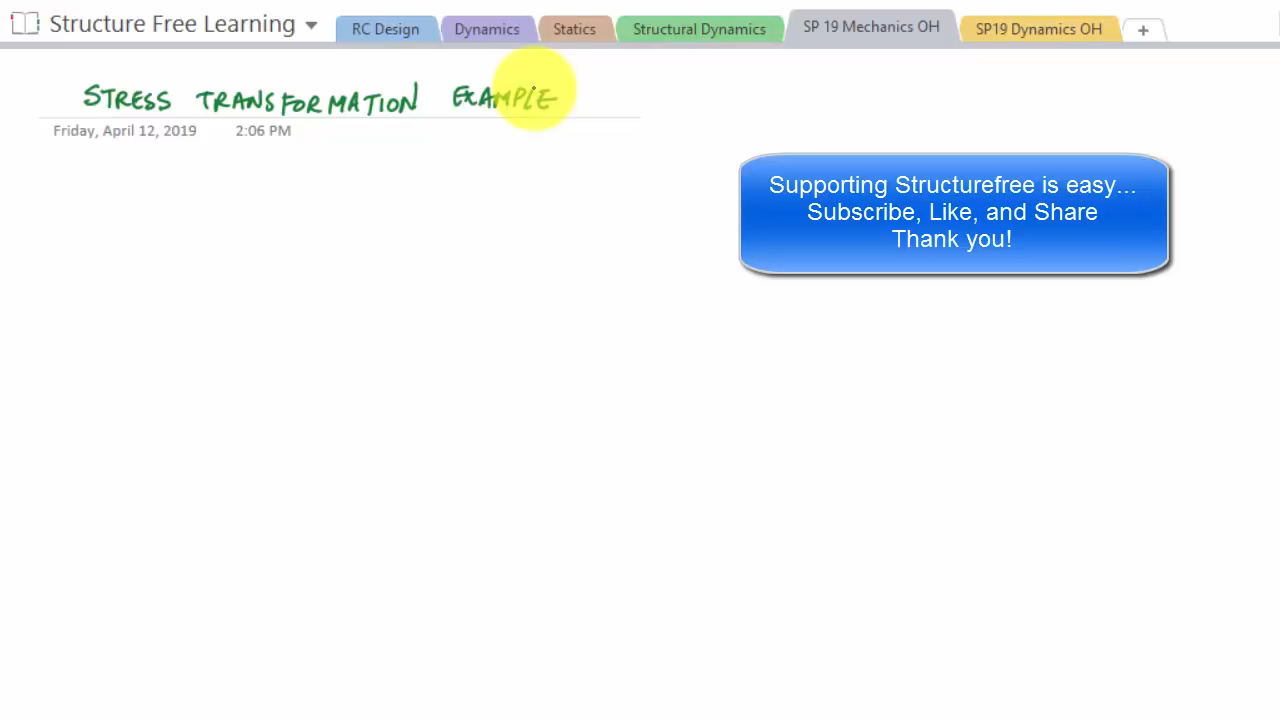 Structure Free Learning
RC Design
Dynamics
Statics
Structural Dynamics
SP 19 Mechanics OH
SP19 Dynamics OH
+
STRESS TRANSFORMATION EXAMPLE
Friday, April 12, 2019 2:06 PM
Supporting Structurefree is easy...
Subscribe, Like, and Share
Thank you!